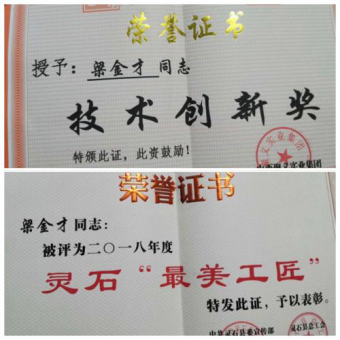 荣誉证书
授予：梁金才同志
技术创新奖
特颁此证，此资鼓励！
荣誉证书
梁金才同志：
被评为二〇一八年度
灵石“最美工匠”
特发此证，予以表彰。